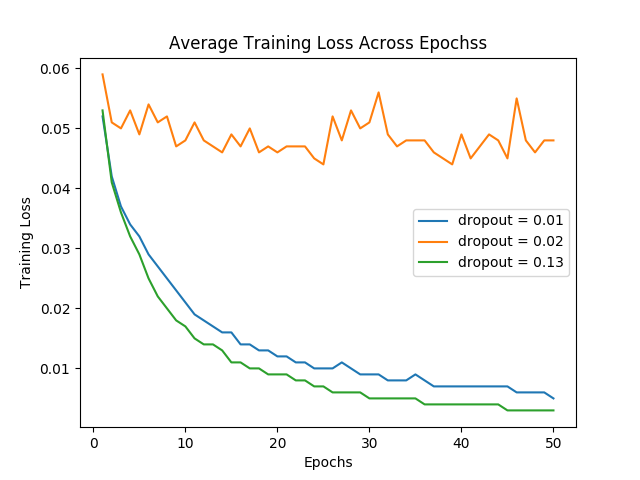 Average Training Loss Across Epochss
0.06
0.05
0.04
0.03
0.02
0.01
Training Loss
dropout = 0.01
dropout = 0.02
dropout = 0.13
0
10
20
30
40
50
Epochs